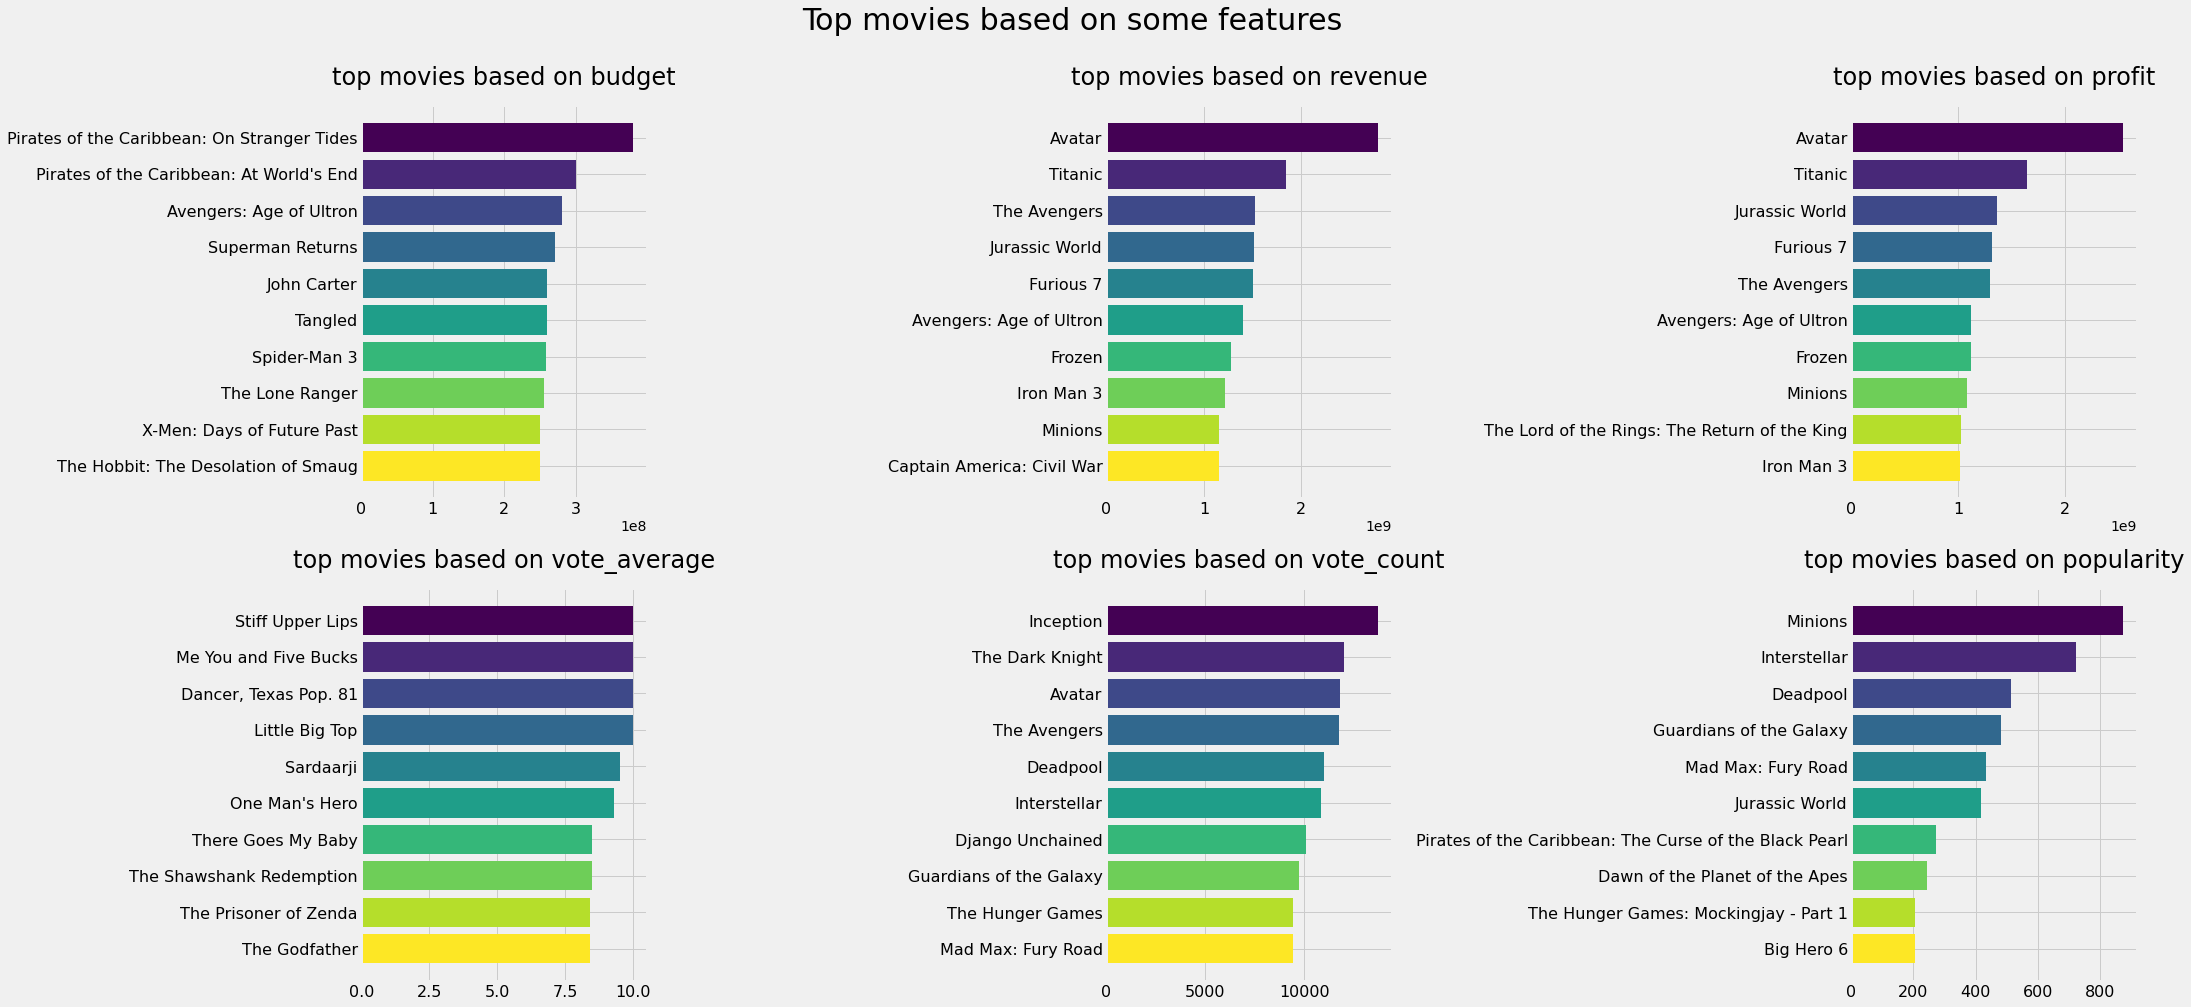 Top movies based on some features
top movies based on budget
Pirates of the Caribbean: On Stranger Tides
Pirates of the Caribbean: At World's End
Avengers: Age of Ultron
Superman Returns
John Carter
Tangled
Spider-Man 3
The Lone Ranger
X-Men: Days of Future Past
The Hobbit: The Desolation of Smaug
0 1 2 3
1e8
top movies based on revenue
Avatar
Titanic
The Avengers
Jurassic World
Furious 7
Avengers: Age of Ultron
Frozen
Iron Man 3
Minions
Captain America: Civil War
0 1 2
1e9
top movies based on profit
Avatar
Titanic
Jurassic World
Furious 7
The Avengers
Avengers: Age of Ultron
Frozen
Minions
The Lord of the Rings: The Return of the King
Iron Man 3
0 1 2
1e9
top movies based on vote_average
Stiff Upper Lips
Me You and Five Bucks
Dancer, Texas Pop. 81
Little Big Top
Sardaarji
One Man's Hero
There Goes My Baby
The Shawshank Redemption
The Prisoner of Zenda
The Godfather
0.0 2.5 5.0 7.5 10.0
top movies based on vote_count
Inception
The Dark Knight
Avatar
The Avengers
Deadpool
Interstellar
Django Unchained
Guardians of the Galaxy
The Hunger Games
Mad Max: Fury Road
0 5000 10000
top movies based on popularity
Minions
Interstellar
Deadpool
Guardians of the Galaxy
Mad Max: Fury Road
Jurassic World
Pirates of the Caribbean: The Curse of the Black Pearl
Dawn of the Planet of the Apes
The Hunger Games: Mockingjay - Part 1
Big Hero 6
0 200 400 600 800